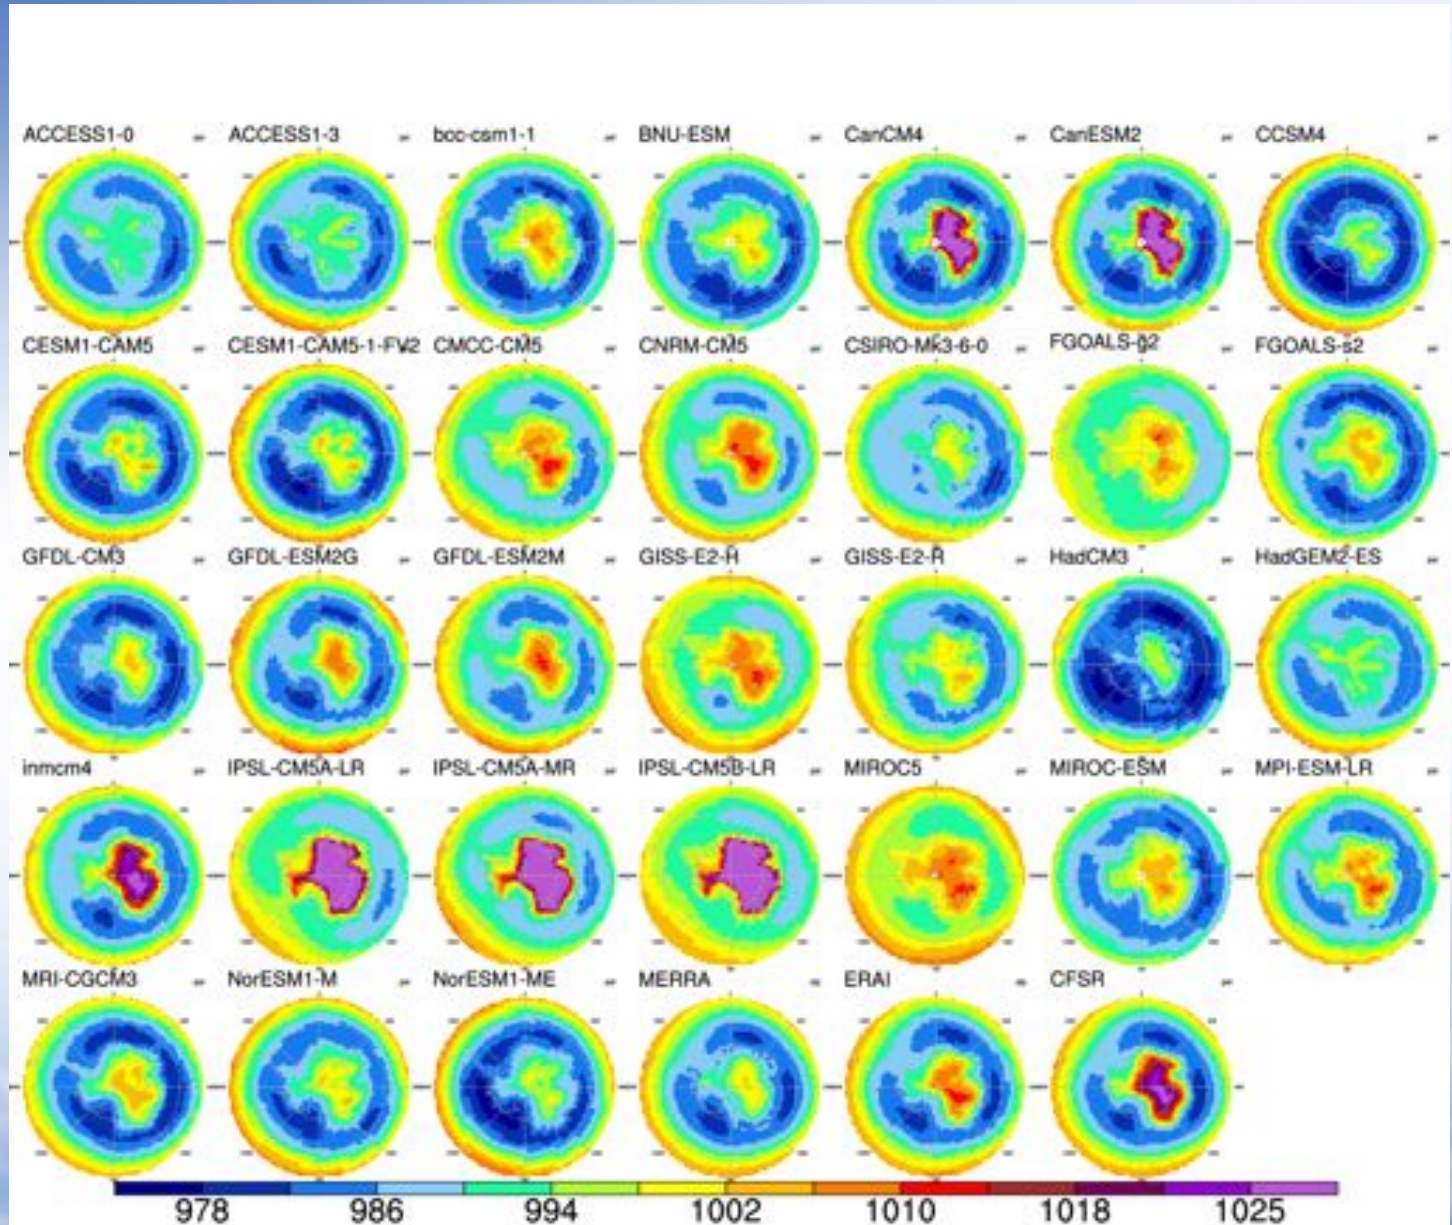 ACCESS1-0 ACCESS1-3 bcc-csm1-1 BNU-ESM CanCM4 CanESM2 CCSM4
CESM1-CAM5 CESM1-CAM5-1-FV2 CMCC-CM5 CNRM-CM5 CSIRO-Mk3-6-0 FGOALS-g2 FGOALS-s2
GFDL-CM3 GFDL-ESM2G GFDL-ESM2M GISS-E2-H GISS-E2-R HadCM3 HadGEM2-ES
inmcm4 IPSL-CM5A-LR IPSL-CM5A-MR IPSL-CM5B-LR MIROC5 MIROC-ESM MPI-ESM-LR
MRI-CGCM3 NorESM1-M NorESM1-ME MERRA ERAI CFSR
978 986 994 1002 1010 1018 1025